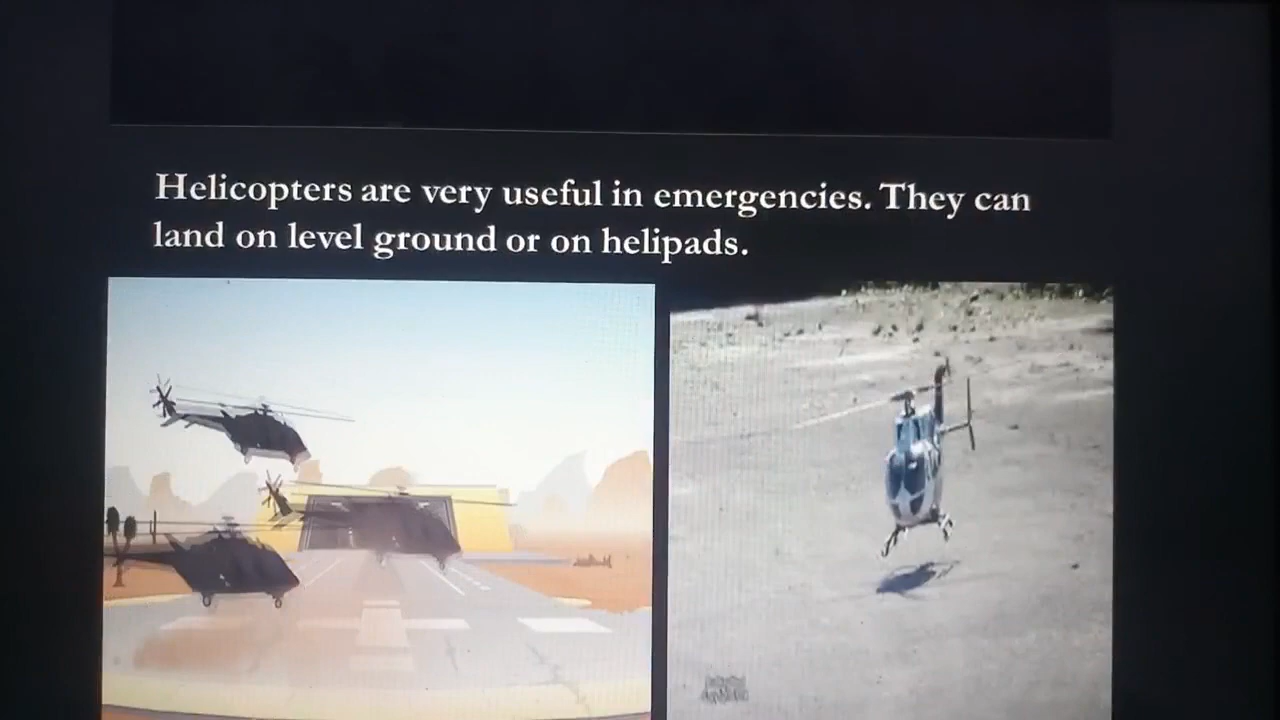 Helicopters are very useful in emergencies. They can
land on level ground or on helipads.